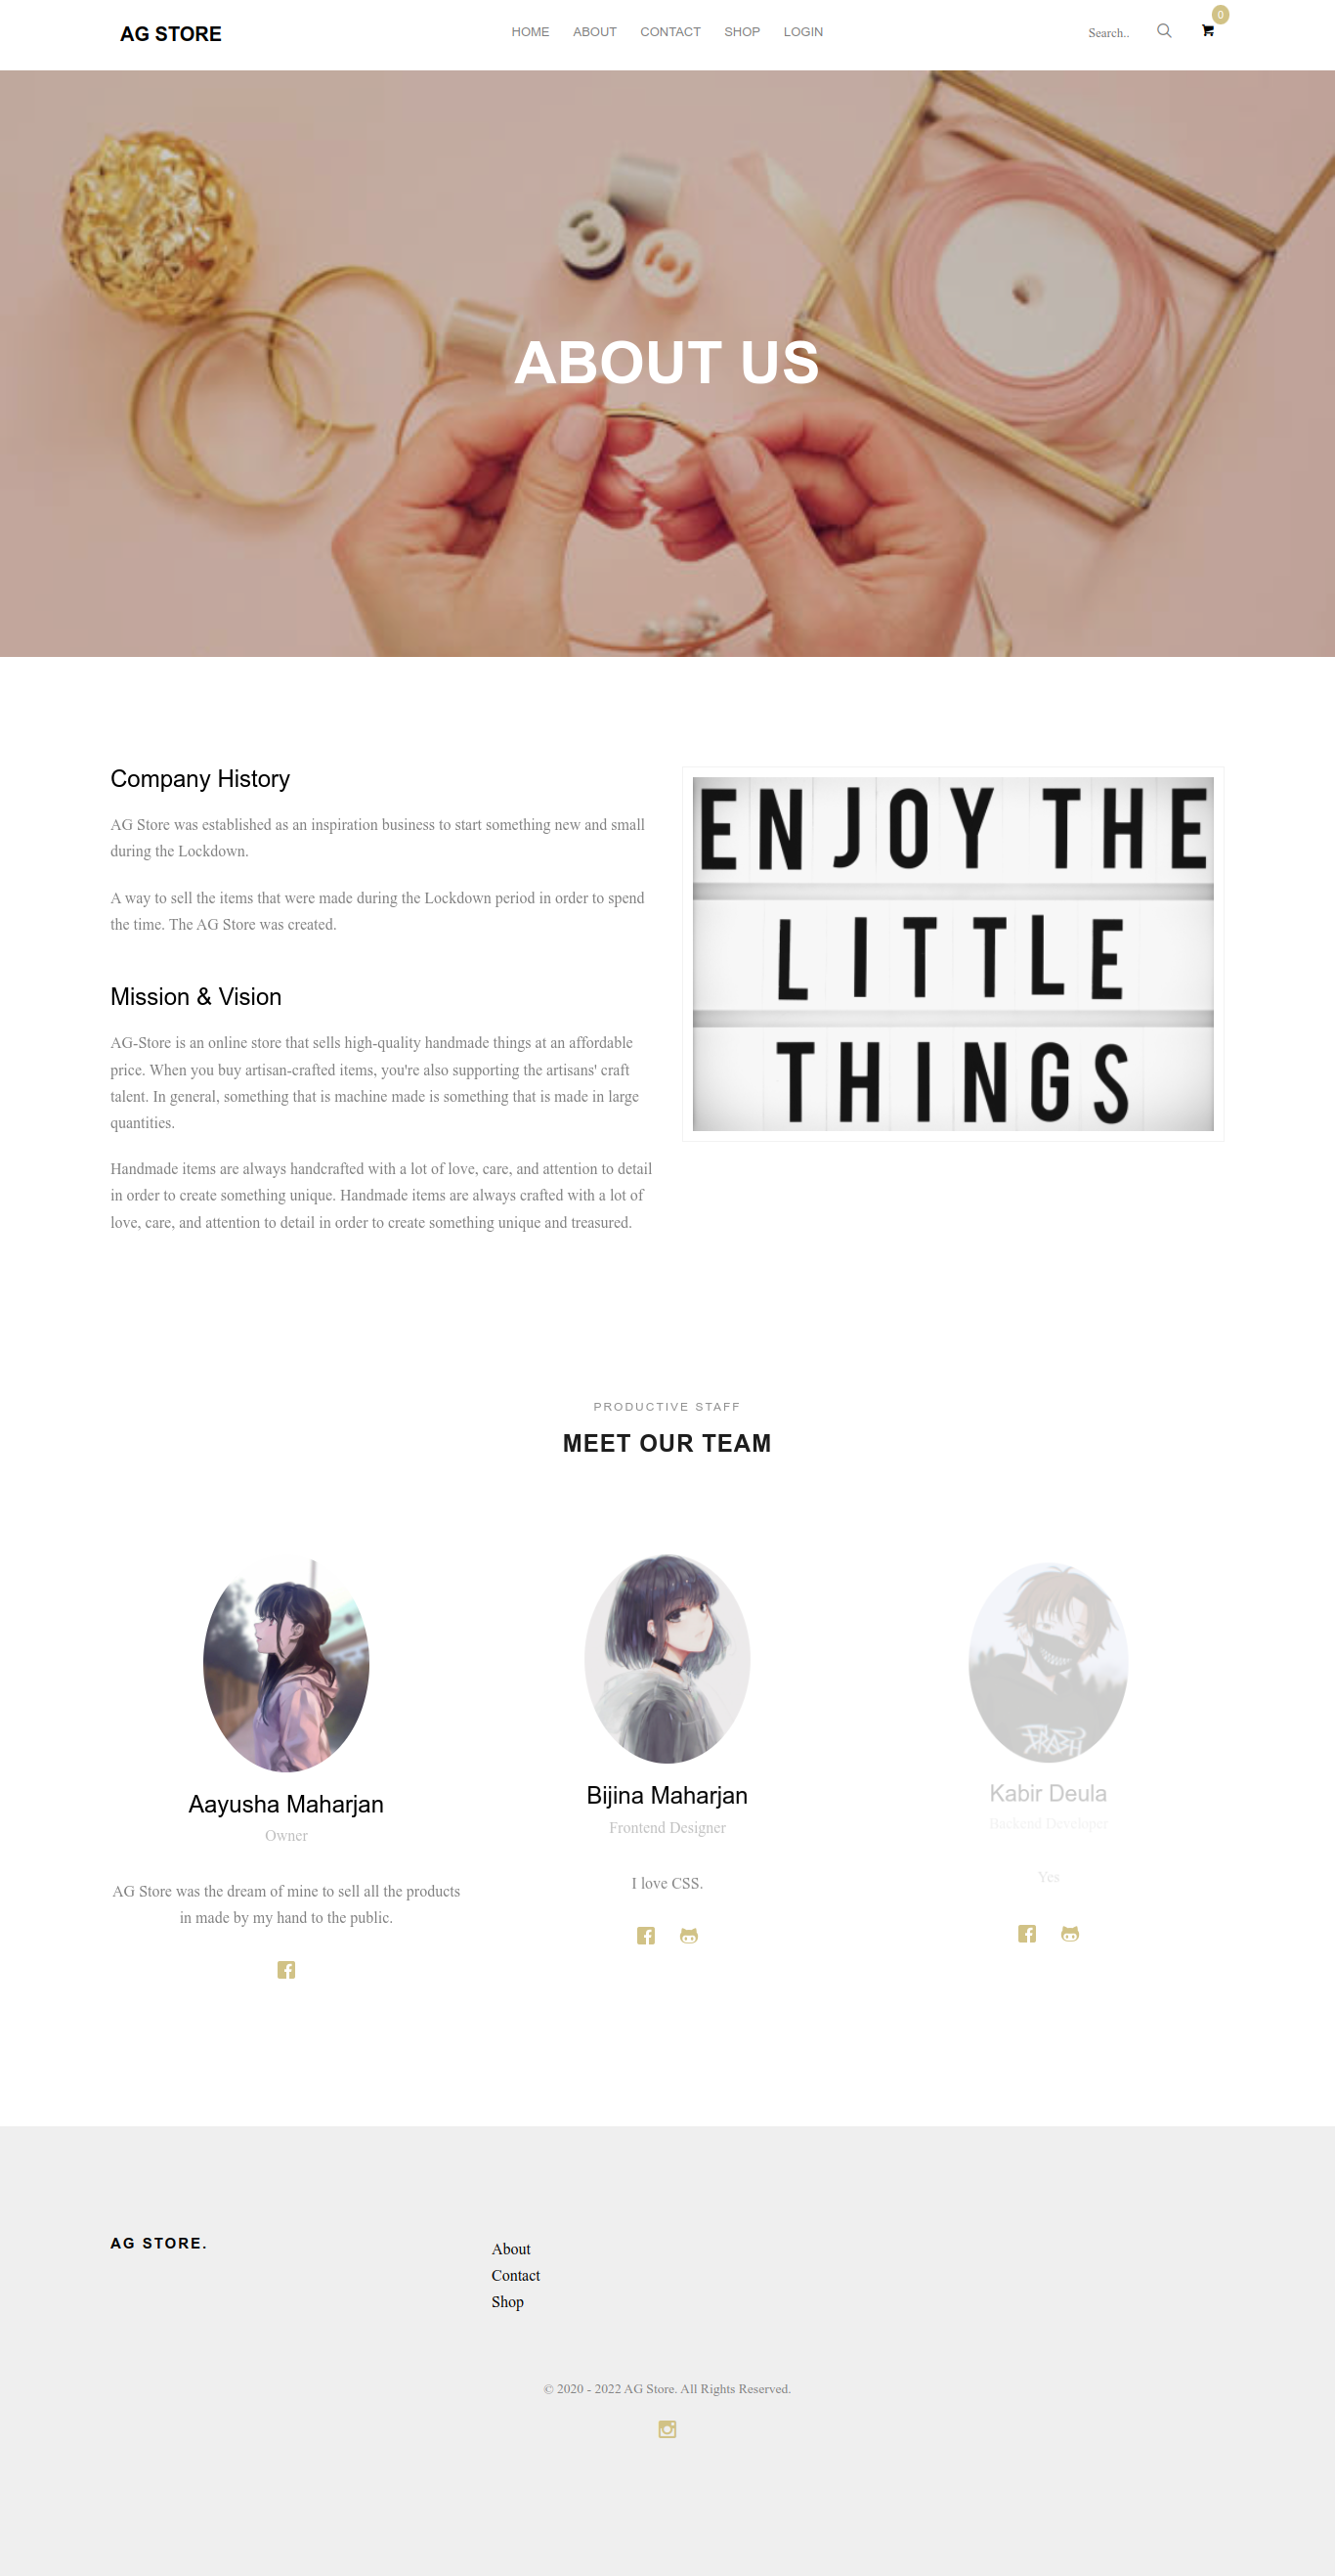 AG STORE
HOME ABOUT CONTACT SHOP LOGIN
Search..
0
ABOUT US
Company History
AG Store was established as an inspiration business to start something new and small
during the Lockdown.
A way to sell the items that were made during the Lockdown period in order to spend
the time. The AG Store was created.
Mission & Vision
AG-Store is an online store that sells high-quality handmade things at an affordable
price. When you buy artisan-crafted items, you're also supporting the artisans' craft
talent. In general, something that is machine made is something that is made in large
quantities.
Handmade items are always handcrafted with a lot of love, care, and attention to detail
in order to create something unique. Handmade items are always crafted with a lot of
love, care, and attention to detail in order to create something unique and treasured.
ENJOY THE
LITTLE
THINGS
PRODUCTIVE STAFF
MEET OUR TEAM
Aayusha Maharjan
Owner
AG Store was the dream of mine to sell all the products
in made by my hand to the public.
Bijina Maharjan
Frontend Designer
I love CSS.
Kabir Deula
Backend Developer
Yes
AG STORE.
About
Contact
Shop
© 2020 - 2022 AG Store. All Rights Reserved.